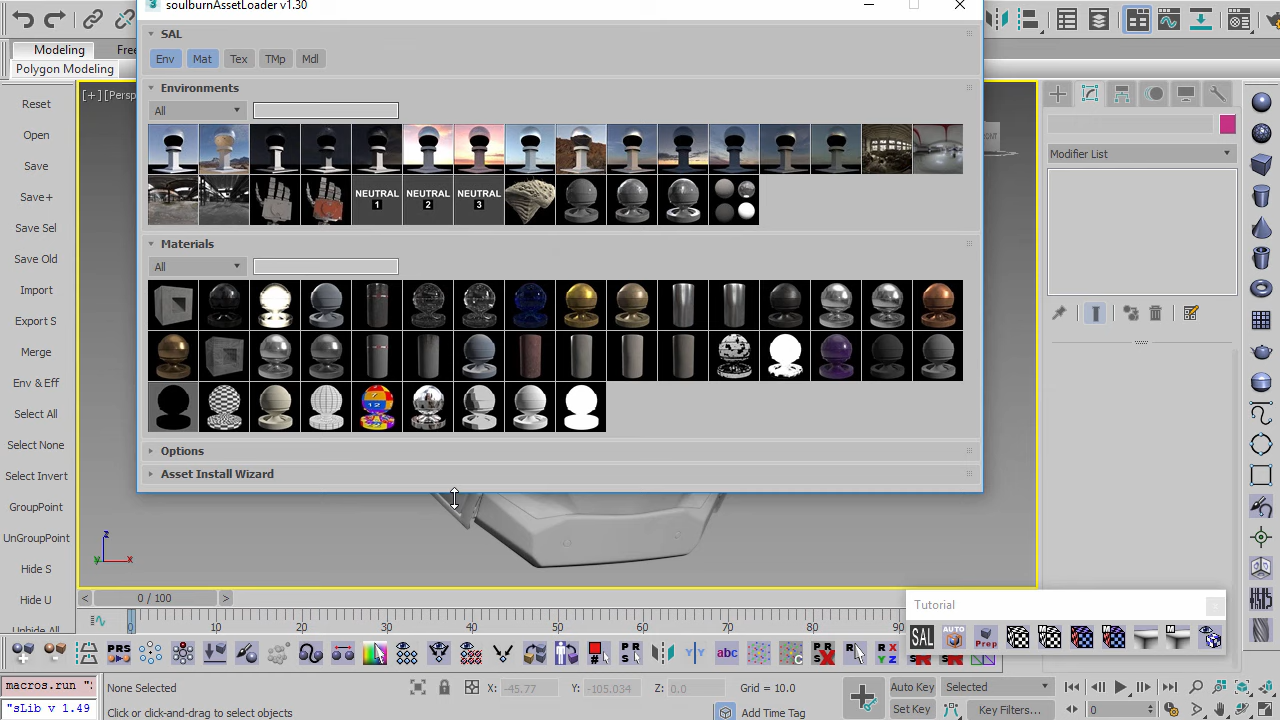 soulburnAssetLoader v1.30
Modeling
Free
Polygon Modeling
SAL
Env
Mat
Tex
TMp
Mdl
Environments
All
NEUTRAL
1
NEUTRAL
2
NEUTRAL
3
Materials
All
Options
Asset Install Wizard
[+] [Persp
Reset
Open
Save
Save+
Save Sel
Save Old
Import
Export S
Merge
Env & Eff
Select All
Select None
Select Invert
GroupPoint
UnGroupPoint
Hide S
Hide U
Unhide All
Modifier List
z
y
x
< 0 / 100 >
0
10
20
30
40
50
60
70
80
90
Tutorial
SAL
AUTO
Prep
M
M
M
PRS
abc
macros.run "
"sLib v 1.49
None Selected
X: -45.77
Y: -105.034
Z: 0.0
Grid = 10.0
Click or click-and-drag to select objects
Add Time Tag
Auto Key
Selected
Set Key
Key Filters...
0